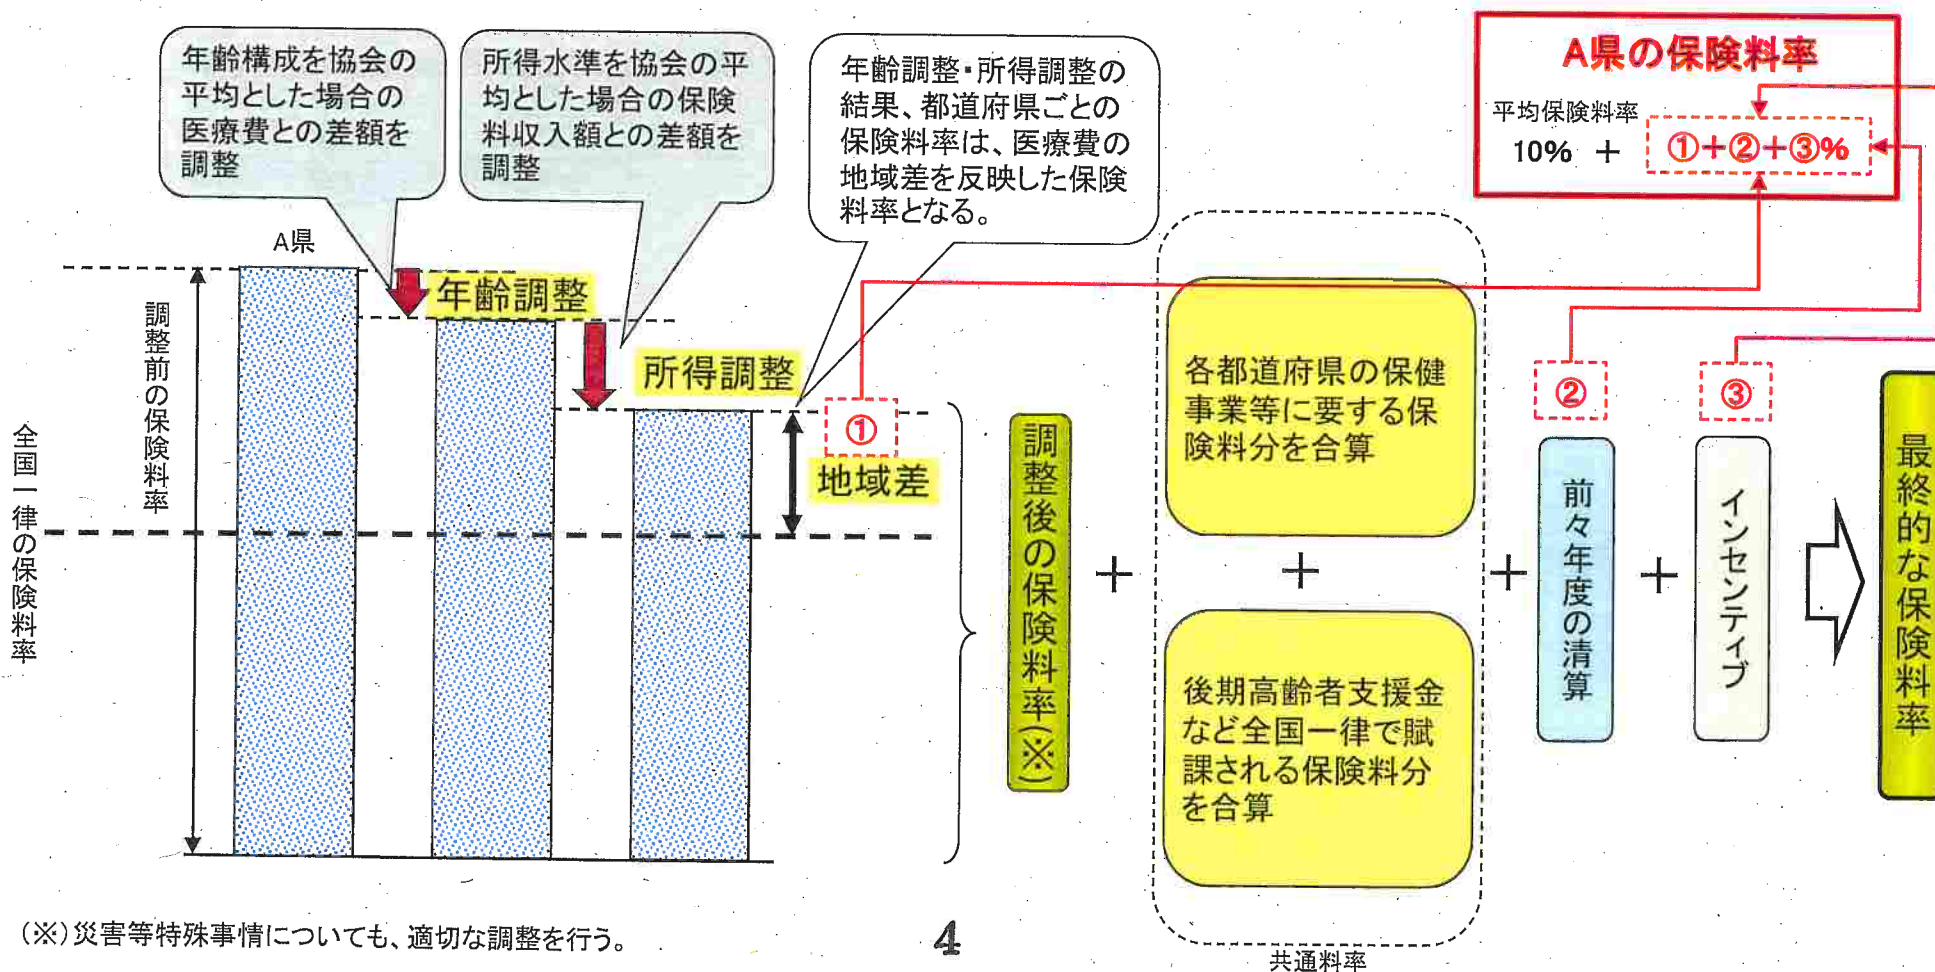 年齢構成を協会の
平均とした場合の
医療費との差額を
調整
所得水準を協会の平
均とした場合の保険
料収入額との差額を
調整
年齢調整・所得調整の
結果、都道府県ごとの
保険料率は、医療費の
地域差を反映した保険
料率となる。
A県の保険料率
平均保険料率
10% + ①+②+③%
A県
年齢調整
所得調整
①
地域差
調整前の保険料率
全国一律の保険料率
調整後の保険料率(※)
+
各都道府県の保健
事業等に要する保
険料分を合算
+
後期高齢者支援金
など全国一律で賦
課される保険料分
を合算
共通料率
+
②
前々年度の清算
+
③
インセンティブ
最終的な保険料率
(※)災害等特殊事情についても、適切な調整を行う。
4